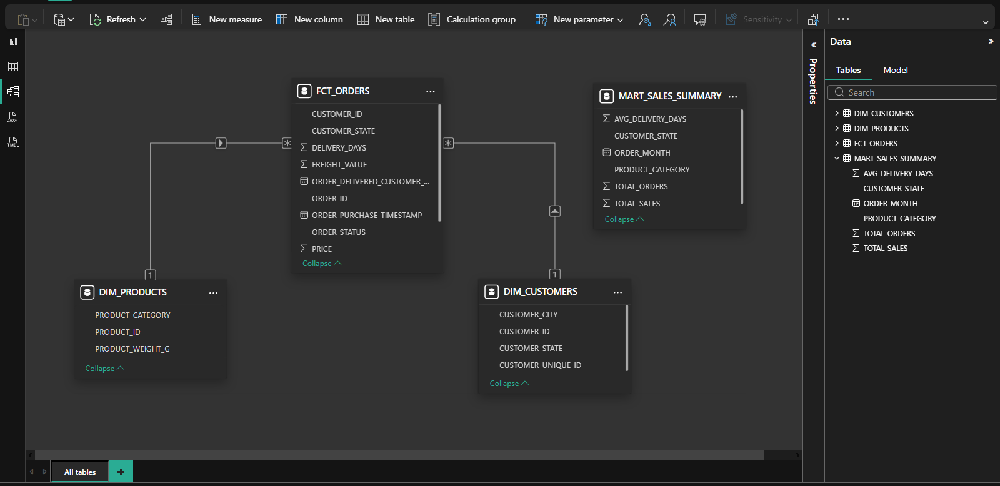 Refresh
New measure
New column
New table
Calculation group
New parameter
Sensitivity
DAX
TMDL
FCT_ORDERS
CUSTOMER_ID
CUSTOMER_STATE
DELIVERY_DAYS
FREIGHT_VALUE
ORDER_DELIVERED_CUSTOMER_...
ORDER_ID
ORDER_PURCHASE_TIMESTAMP
ORDER_STATUS
PRICE
Collapse
MART_SALES_SUMMARY
AVG_DELIVERY_DAYS
CUSTOMER_STATE
ORDER_MONTH
PRODUCT_CATEGORY
TOTAL_ORDERS
TOTAL_SALES
Collapse
1
DIM_PRODUCTS
PRODUCT_CATEGORY
PRODUCT_ID
PRODUCT_WEIGHT_G
Collapse
1
DIM_CUSTOMERS
CUSTOMER_CITY
CUSTOMER_ID
CUSTOMER_STATE
CUSTOMER_UNIQUE_ID
Collapse
All tables
Properties
Data
Tables
Model
Search
DIM_CUSTOMERS
DIM_PRODUCTS
FCT_ORDERS
MART_SALES_SUMMARY
AVG_DELIVERY_DAYS
CUSTOMER_STATE
ORDER_MONTH
PRODUCT_CATEGORY
TOTAL_ORDERS
TOTAL_SALES